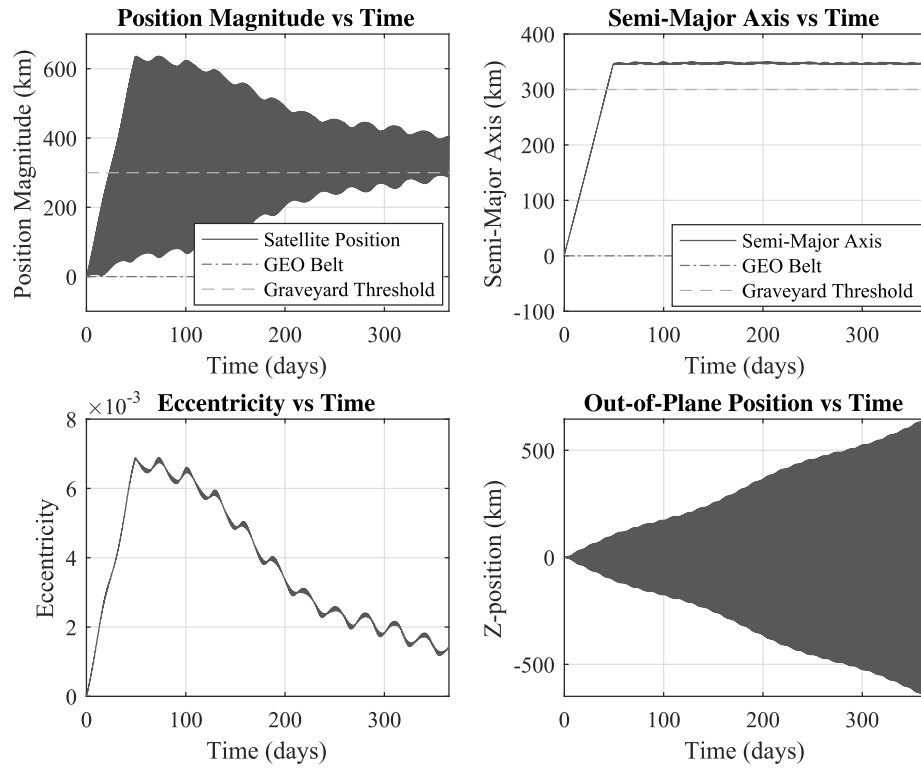 Position Magnitude vs Time
Position Magnitude (km)
600
400
200
0
Satellite Position
GEO Belt
Graveyard Threshold
0 100 200 300
Time (days)
Semi-Major Axis vs Time
Semi-Major Axis (km)
400
300
200
100
0
-100
Semi-Major Axis
GEO Belt
Graveyard Threshold
0 100 200 300
Time (days)
Eccentricity vs Time
×10^-3
Eccentricity
8
6
4
2
0
0 100 200 300
Time (days)
Out-of-Plane Position vs Time
Z-position (km)
500
0
-500
0 100 200 300
Time (days)